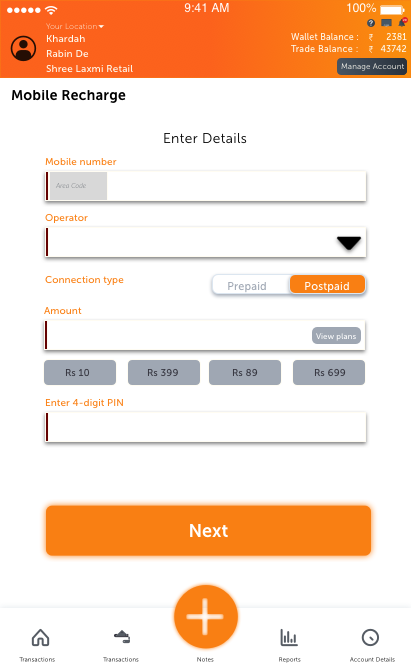 9:41 AM
100%
Your Location
Khardah
Rabin De
Shree Laxmi Retail
Wallet Balance : ₹ 2381
Trade Balance : ₹ 43742
Manage Account
Mobile Recharge
Enter Details
Mobile number
Area Code
Operator
Connection type
Prepaid
Postpaid
Amount
View plans
Rs 10
Rs 399
Rs 89
Rs 699
Enter 4-digit PIN
Next
Transactions
Transactions
Notes
Reports
Account Details